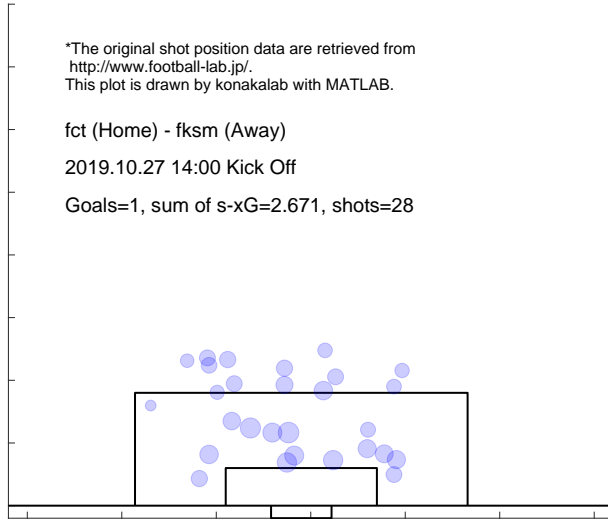 *The original shot position data are retrieved from
http://www.football-lab.jp/.
This plot is drawn by konakalab with MATLAB.
fct (Home) - fksm (Away)
2019.10.27 14:00 Kick Off
Goals=1, sum of s-xG=2.671, shots=28